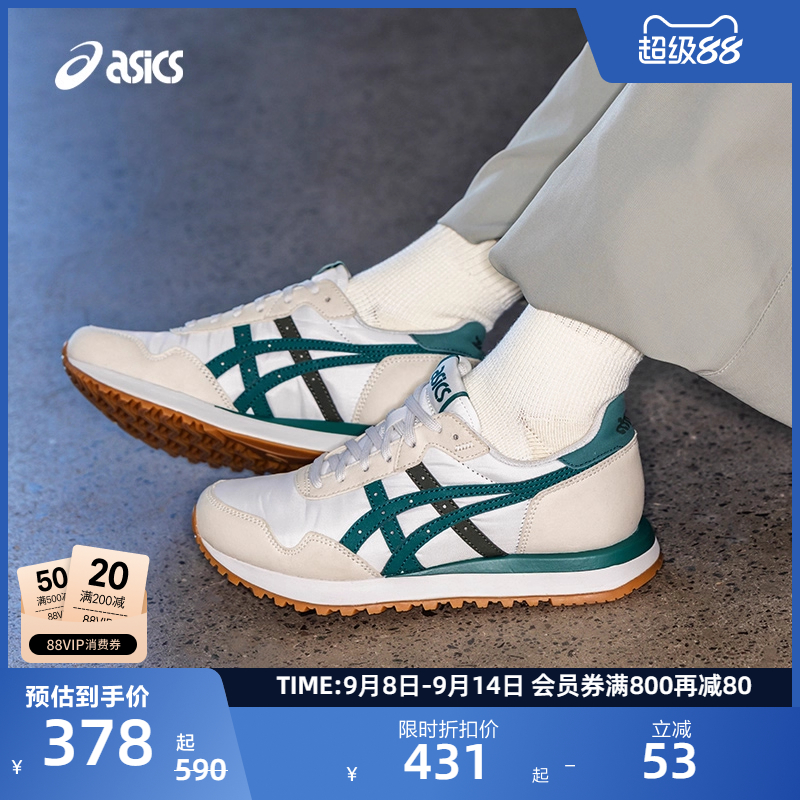 asics
超级88
asics
50
满500减
88VIP
20
满200减
88VIP
88VIP消费券
TIME:9月8日-9月14日 会员券满800再减80
预估到手价
¥ 378 起
590
限时折扣价
¥ 431 起
–
立减
53